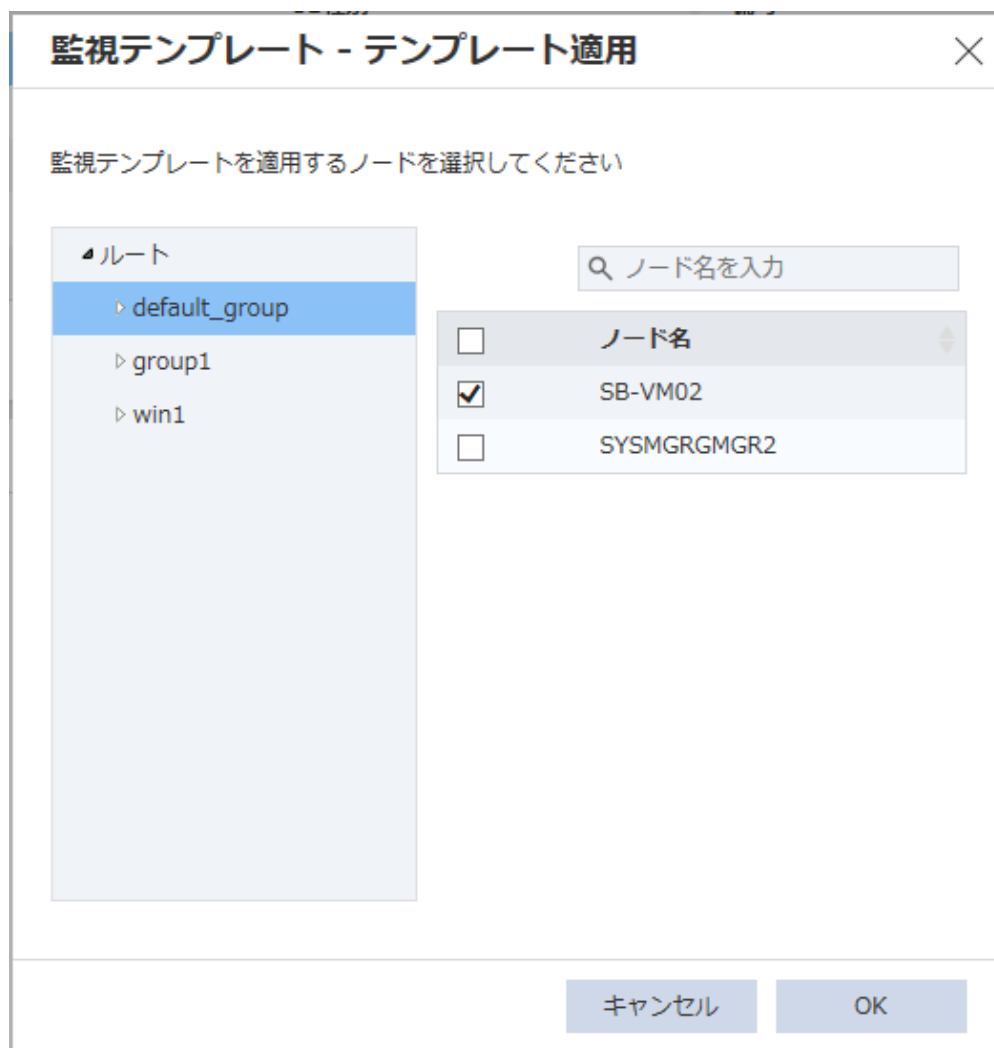 監視テンプレート - テンプレート適用
監視テンプレートを適用するノードを選択してください
ルート
default_group
group1
win1
ノード名を入力
ノード名
SB-VM02
SYSMGRGMGR2
キャンセル
OK